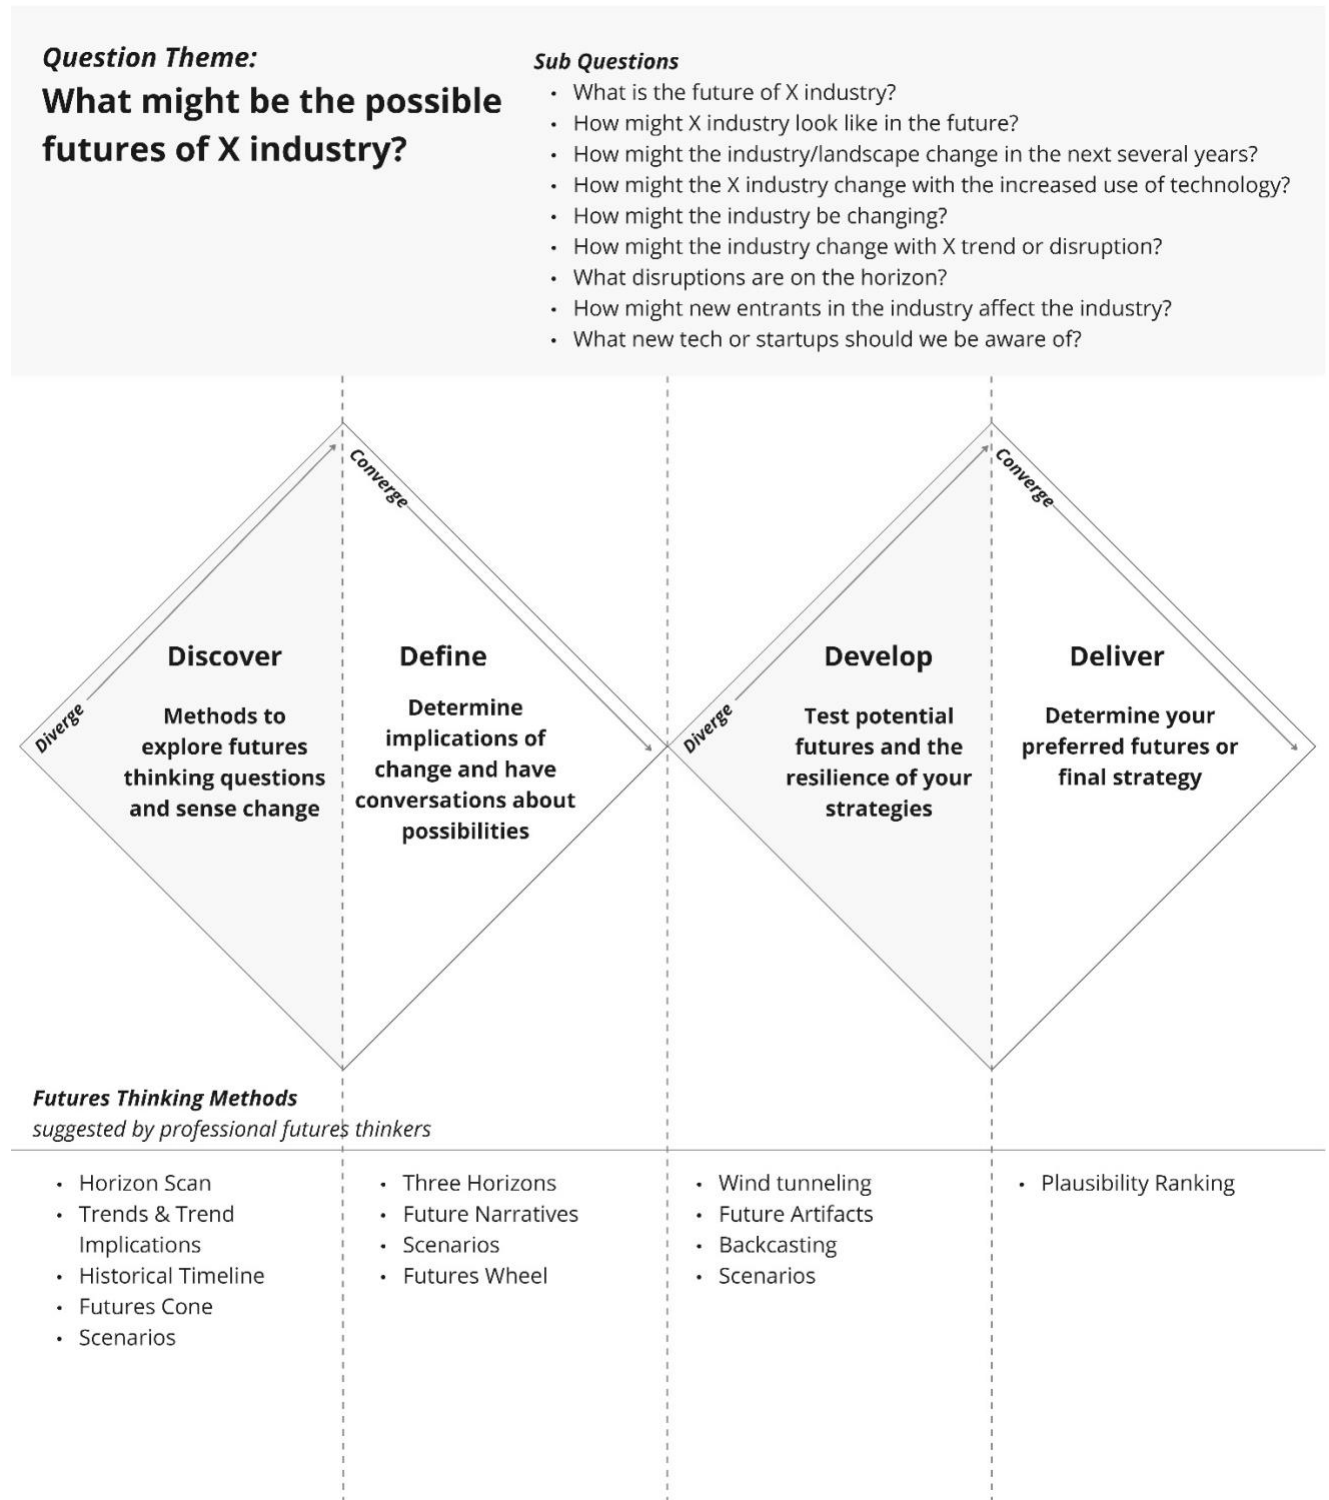 Question Theme:
What might be the possible
futures of X industry?
Sub Questions
• What is the future of X industry?
• How might X industry look like in the future?
• How might the industry/landscape change in the next several years?
• How might the X industry change with the increased use of technology?
• How might the industry be changing?
• How might the industry change with X trend or disruption?
• What disruptions are on the horizon?
• How might new entrants in the industry affect the industry?
• What new tech or startups should we be aware of?
Diverge
Discover
Methods to
explore futures
thinking questions
and sense change
Converge
Define
Determine
implications of
change and have
conversations about
possibilities
Diverge
Develop
Test potential
futures and the
resilience of your
strategies
Converge
Deliver
Determine your
preferred futures or
final strategy
Futures Thinking Methods
suggested by professional futures thinkers
• Horizon Scan
• Trends & Trend
Implications
• Historical Timeline
• Futures Cone
• Scenarios
• Three Horizons
• Future Narratives
• Scenarios
• Futures Wheel
• Wind tunneling
• Future Artifacts
• Backcasting
• Scenarios
• Plausibility Ranking